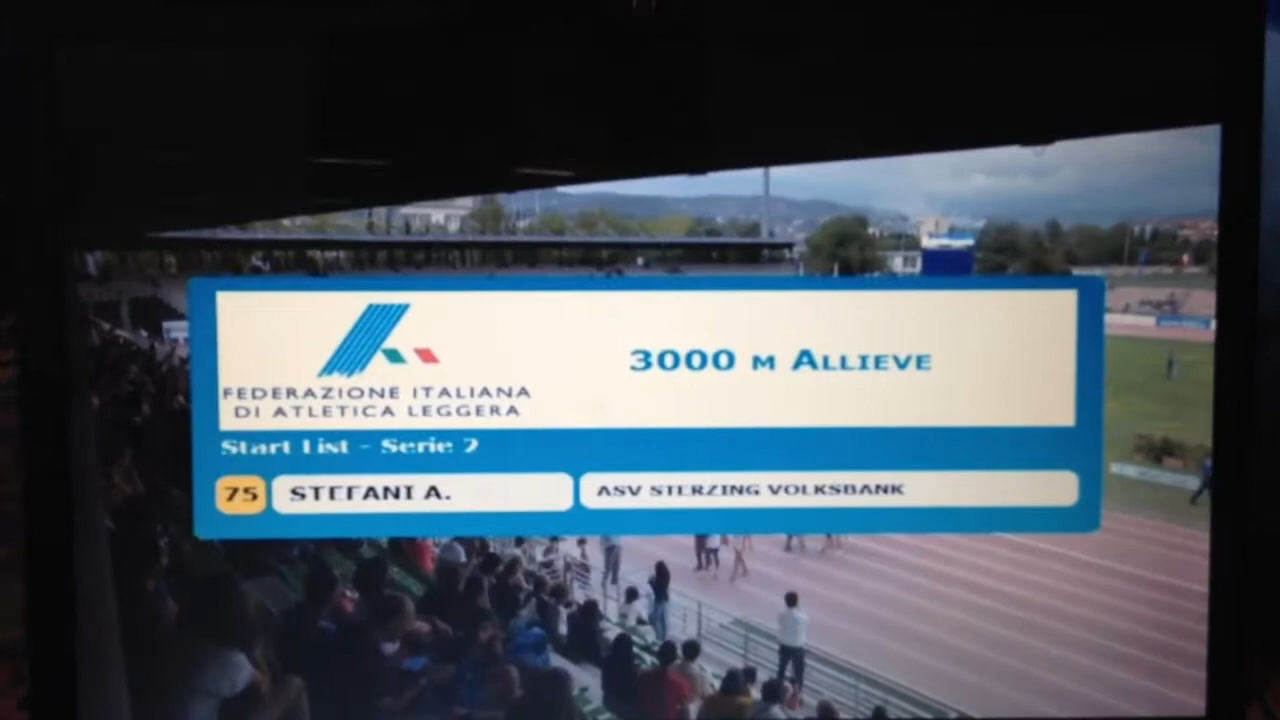 3000 M ALLIEVE
FEDERAZIONE ITALIANA
DI ATLETICA LEGGERA
Start List - Serie 2
75 STEFANI A. ASV STERZING VOLKSBANK